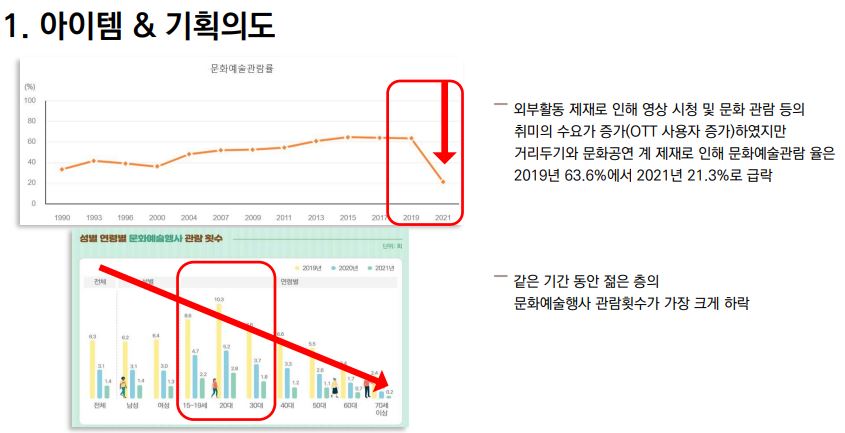 1. 아이템 & 기획의도
문화예술관람률
(%)
100
80
60
40
20
0
1990 1993 1996 2000 2004 2007 2009 2011 2013 2015 2017 2019 2021
외부활동 제재로 인해 영상 시청 및 문화 관람 등의
취미의 수요가 증가(OTT 사용자 증가)하였지만
거리두기와 문화공연 계 제재로 인해 문화예술관람 율은
2019년 63.6%에서 2021년 21.3%로 급락
성별 연령별 문화예술행사 관람 횟수
단위: 회
2019년 2020년 2021년
전체 연령별
6.3 3.1 1.4
6.2 3.1 1.4
6.4 3.0 1.3
8.8 4.7 2.2
10.3 5.2 2.8
3.7 1.8
3.3 1.2
5.5 2.6 1.1
1.7 0.7
2.4 0.2
전체 남성 여성 15~19세 20대 30대 40대 50대 60대 70세
이상
같은 기간 동안 젊은 층의
문화예술행사 관람횟수가 가장 크게 하락